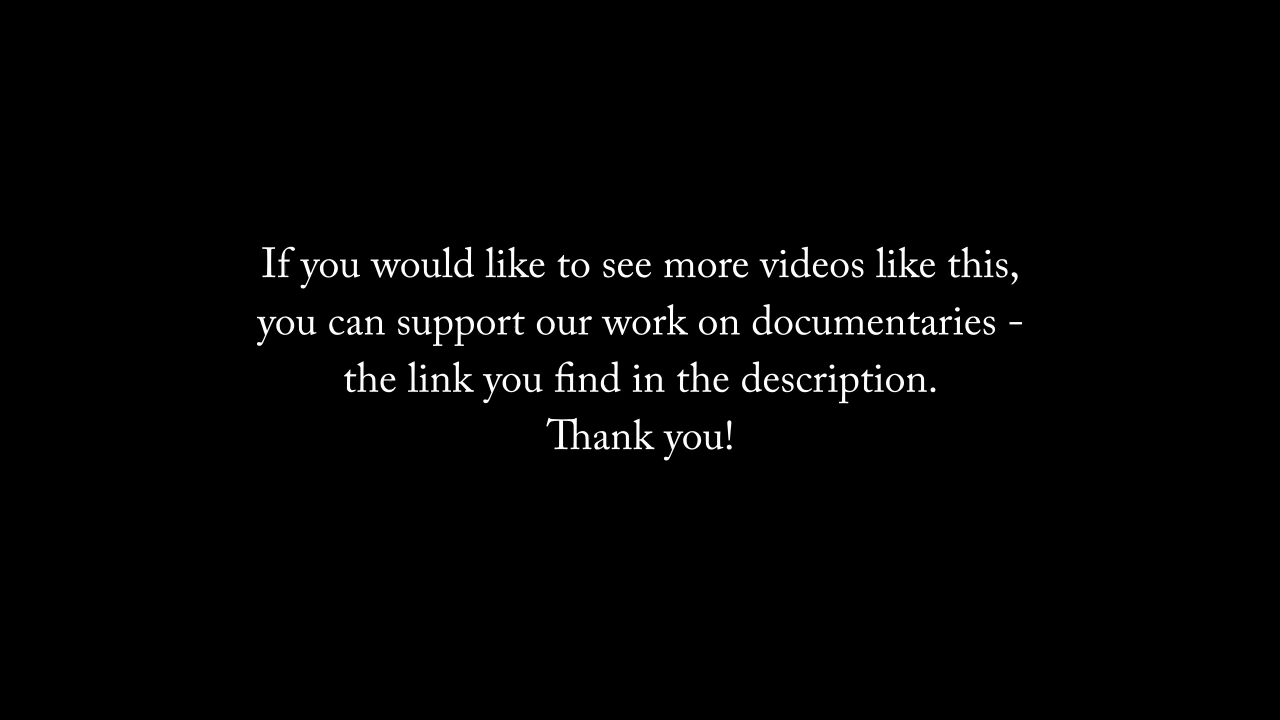 If you would like to see more videos like this,
you can support our work on documentaries -
the link you find in the description.
Thank you!